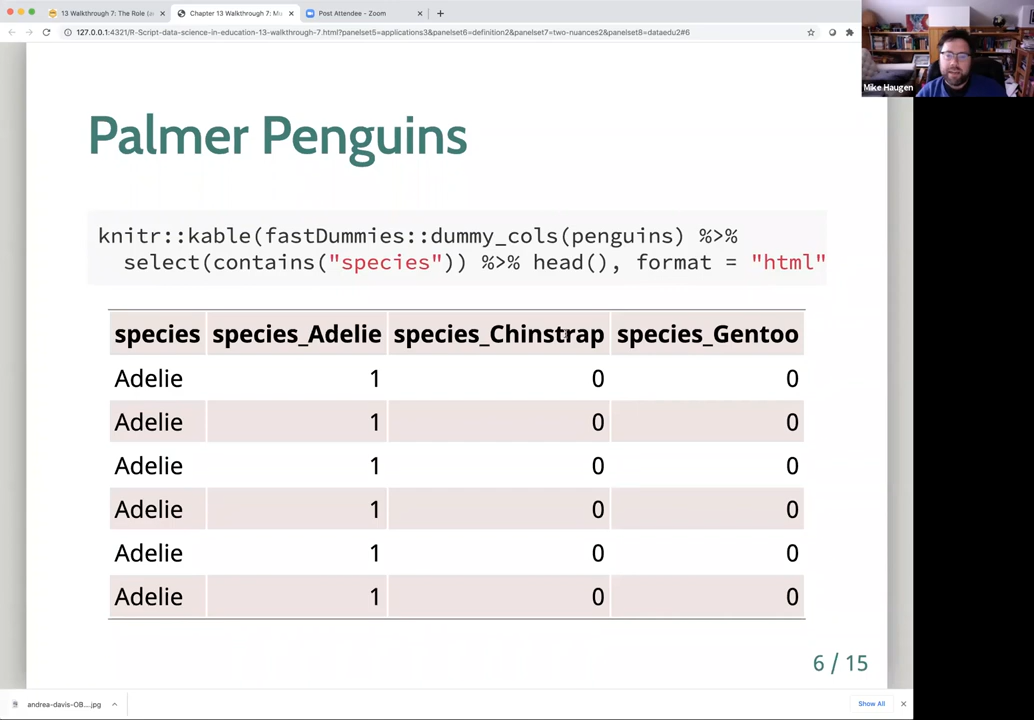 13 Walkthrough 7: The Role (a
Chapter 13 Walkthrough 7: Mu
Post Attendee - Zoom
127.0.0.1:4321/R-Script-data-science-in-education-13-walkthrough-7.html?panelset5=applications3&panelset6=definition2&panelset7=two-nuances2&panelset8=dataedu2#6
Mike Haugen
Palmer Penguins
knitr::kable(fastDummies::dummy_cols(penguins) %>%
select(contains("species")) %>% head(), format = "html"
species species_Adelie species_Chinstrap species_Gentoo
Adelie 1 0 0
Adelie 1 0 0
Adelie 1 0 0
Adelie 1 0 0
Adelie 1 0 0
Adelie 1 0 0
6 / 15
andrea-davis-OB....jpg
Show All